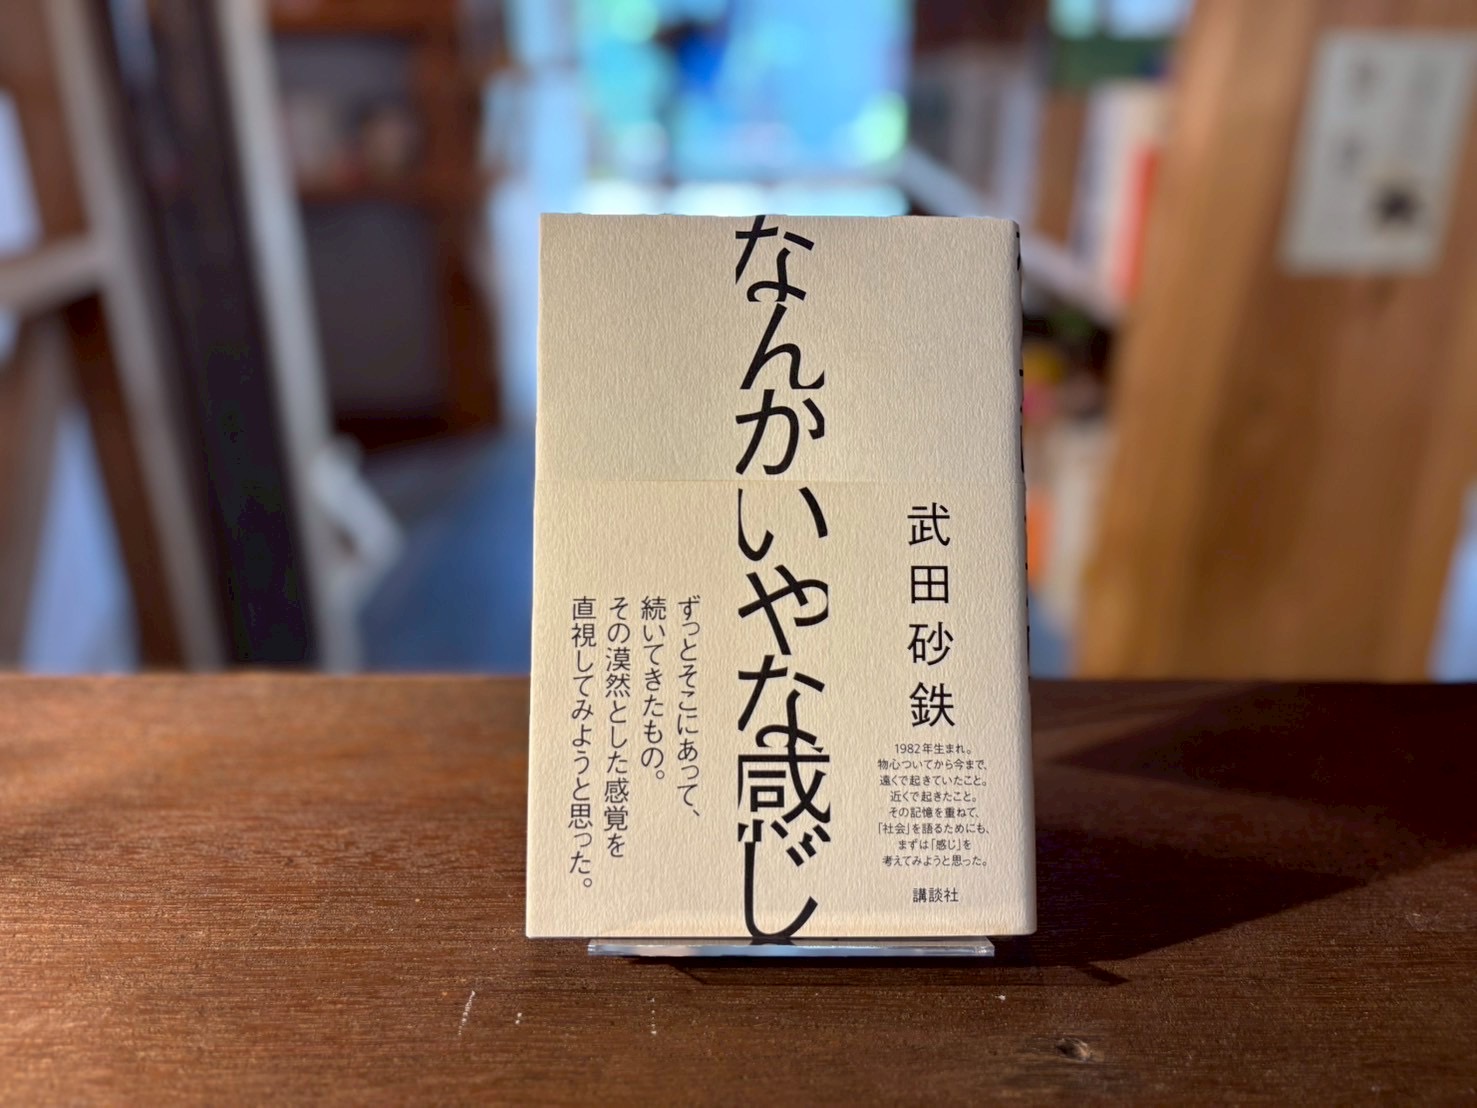 なんかいやな感じ
武田砂鉄
1982年生まれ。
物心ついてから今まで、
遠くで起きていたこと。
近くで起きたこと。
その記憶を重ねて、
「社会」を語るためにも、
まずは「感じ」を
考えてみようと思った。
講談社
ずっとそこにあって、
続いてきたもの。
その漠然とした感覚を
直視してみようと思った。